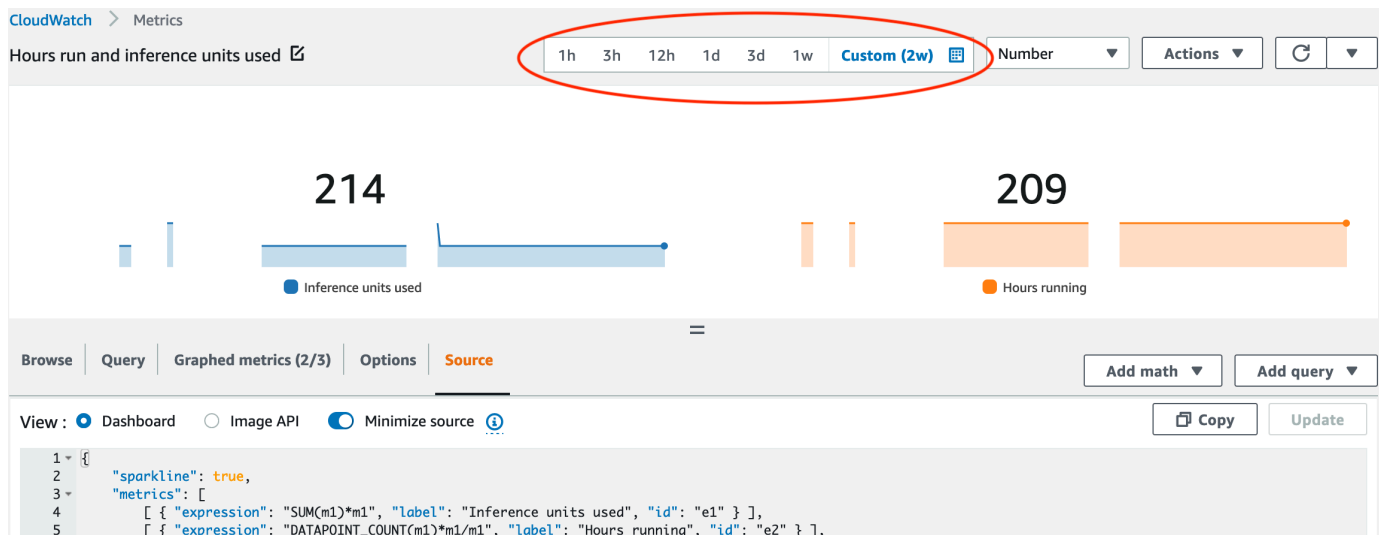 CloudWatch > Metrics
Hours run and inference units used
1h 3h 12h 1d 3d 1w Custom (2w) Number Actions
214 209
Inference units used Hours running
Browse Query Graphed metrics (2/3) Options Source
Add math Add query
View : Dashboard Image API Minimize source
Copy Update
1 {
2 "sparkline": true,
3 "metrics": [
4 [ { "expression": "SUM(m1)*m1", "label": "Inference units used", "id": "e1" } ],
5 [ { "expression": "DATAPOINT_COUNT(m1)*m1/m1", "label": "Hours running", "id": "e2" } ],